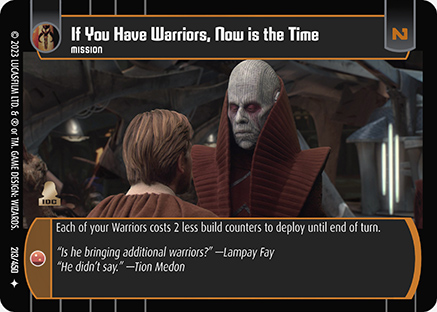 If You Have Warriors, Now is the Time
MISSION
N
© 2023 LUCASFILM LTD. & ® or TM. GAME DESIGN: WIZARDS.
213/450
IDC
Each of your Warriors costs 2 less build counters to deploy until end of turn.
“Is he bringing additional warriors?” —Lampay Fay
“He didn't say.” —Tion Medon